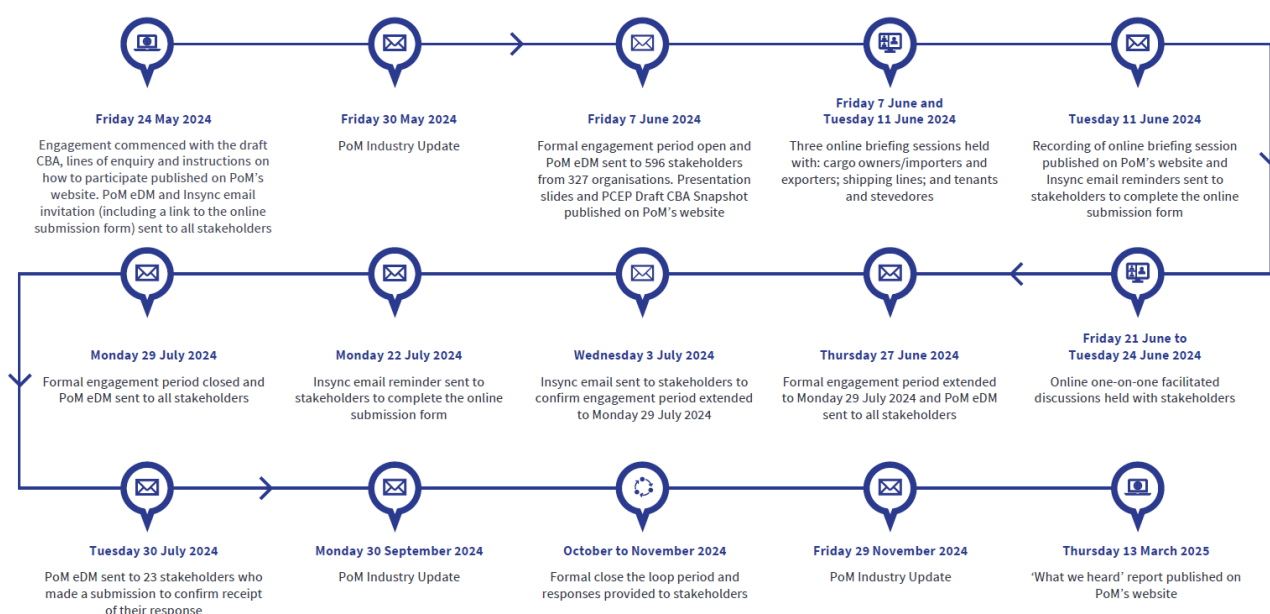 Friday 24 May 2024
Engagement commenced with the draft
CBA, lines of enquiry and instructions on
how to participate published on PoM’s
website. PoM eDM and Insync email
invitation (including a link to the online
submission form) sent to all stakeholders
Friday 30 May 2024
PoM Industry Update
Friday 7 June 2024
Formal engagement period open and
PoM eDM sent to 596 stakeholders
from 327 organisations. Presentation
slides and PCEP Draft CBA Snapshot
published on PoM’s website
Friday 7 June and
Tuesday 11 June 2024
Three online briefing sessions held
with: cargo owners/importers and
exporters; shipping lines; and tenants
and stevedores
Tuesday 11 June 2024
Recording of online briefing session
published on PoM’s website and
Insync email reminders sent to
stakeholders to complete the online
submission form
Friday 21 June to
Tuesday 24 June 2024
Online one-on-one facilitated
discussions held with stakeholders
Thursday 27 June 2024
Formal engagement period extended
to Monday 29 July 2024 and PoM eDM
sent to all stakeholders
Wednesday 3 July 2024
Insync email sent to stakeholders to
confirm engagement period extended
to Monday 29 July 2024
Monday 22 July 2024
Insync email reminder sent to
stakeholders to complete the online
submission form
Monday 29 July 2024
Formal engagement period closed and
PoM eDM sent to all stakeholders
Tuesday 30 July 2024
PoM eDM sent to 23 stakeholders who
made a submission to confirm receipt
of their response
Monday 30 September 2024
PoM Industry Update
October to November 2024
Formal close the loop period and
responses provided to stakeholders
Friday 29 November 2024
PoM Industry Update
Thursday 13 March 2025
‘What we heard’ report published on
PoM’s website